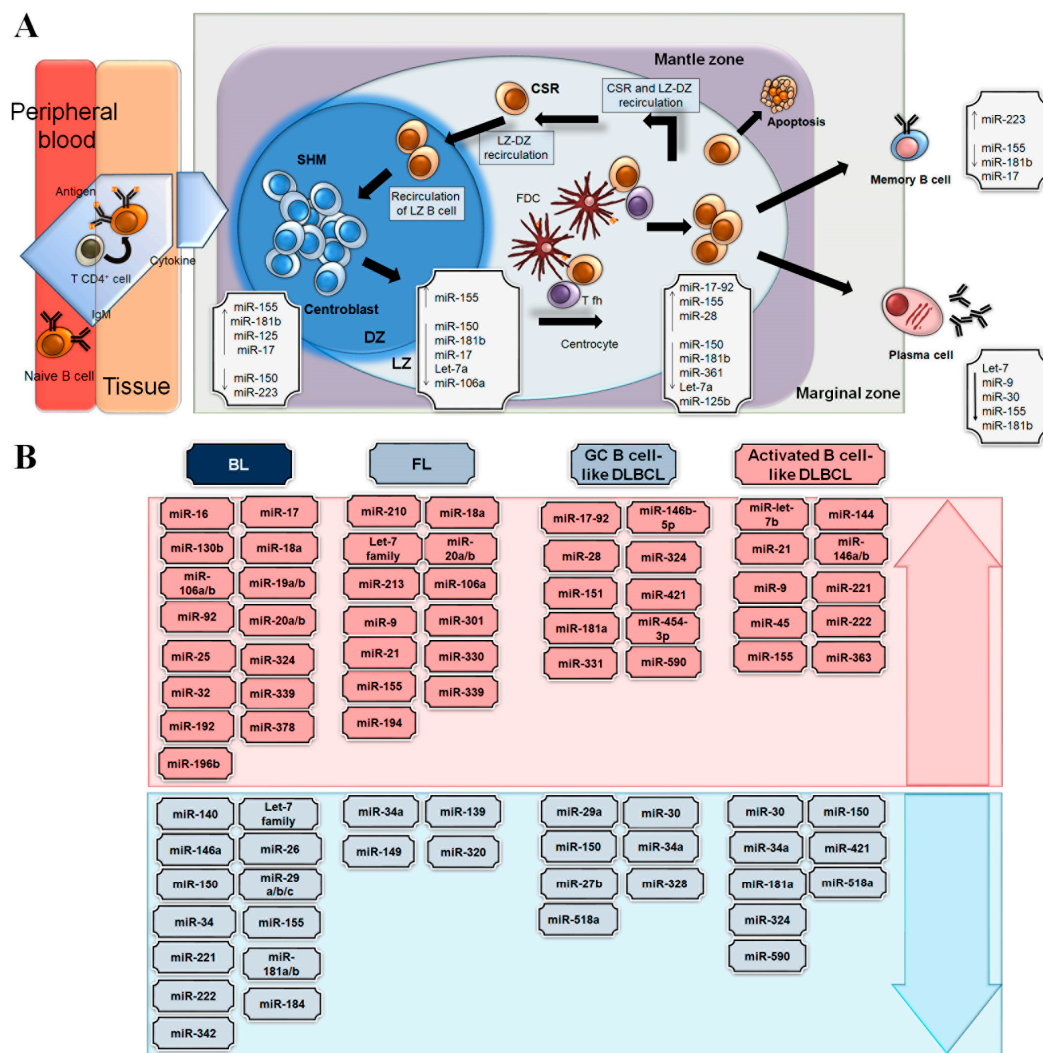 A
Peripheral
blood
Tissue
Antigen
T CD4+ cell
Cytokine
IgM
Naive B cell
Mantle zone
Marginal zone
CSR
CSR and LZ-DZ
recirculation
Apoptosis
LZ-DZ
recirculation
SHM
Recirculation
of LZ B cell
FDC
Centroblast
DZ
LZ
T fh
Centrocyte
Memory B cell
Plasma cell
miR-155
miR-181b
miR-125
miR-17
miR-150
miR-223
miR-155
miR-150
miR-181b
miR-17
Let-7a
miR-106a
miR-17-92
miR-155
miR-28
miR-150
miR-181b
miR-361
Let-7a
miR-125b
miR-223
miR-155
miR-181b
miR-17
Let-7
miR-9
miR-30
miR-155
miR-181b
B
BL
FL
GC B cell-
like DLBCL
Activated B cell-
like DLBCL
miR-16
miR-17
miR-130b
miR-18a
miR-
106a/b
miR-19a/b
miR-92
miR-20a/b
miR-25
miR-324
miR-32
miR-339
miR-192
miR-378
miR-196b
miR-210
miR-18a
Let-7
family
miR-
20a/b
miR-213
miR-106a
miR-9
miR-301
miR-21
miR-330
miR-155
miR-339
miR-194
miR-17-92
miR-146b-
5p
miR-28
miR-324
miR-151
miR-421
miR-181a
miR-454-
3p
miR-331
miR-590
miR-let-
7b
miR-144
miR-21
miR-
146a/b
miR-9
miR-221
miR-45
miR-222
miR-155
miR-363
miR-140
Let-7
family
miR-146a
miR-26
miR-150
miR-29
a/b/c
miR-34
miR-155
miR-221
miR-
181a/b
miR-222
miR-184
miR-342
miR-34a
miR-139
miR-149
miR-320
miR-29a
miR-30
miR-150
miR-34a
miR-27b
miR-328
miR-518a
miR-30
miR-150
miR-34a
miR-421
miR-181a
miR-518a
miR-324
miR-590